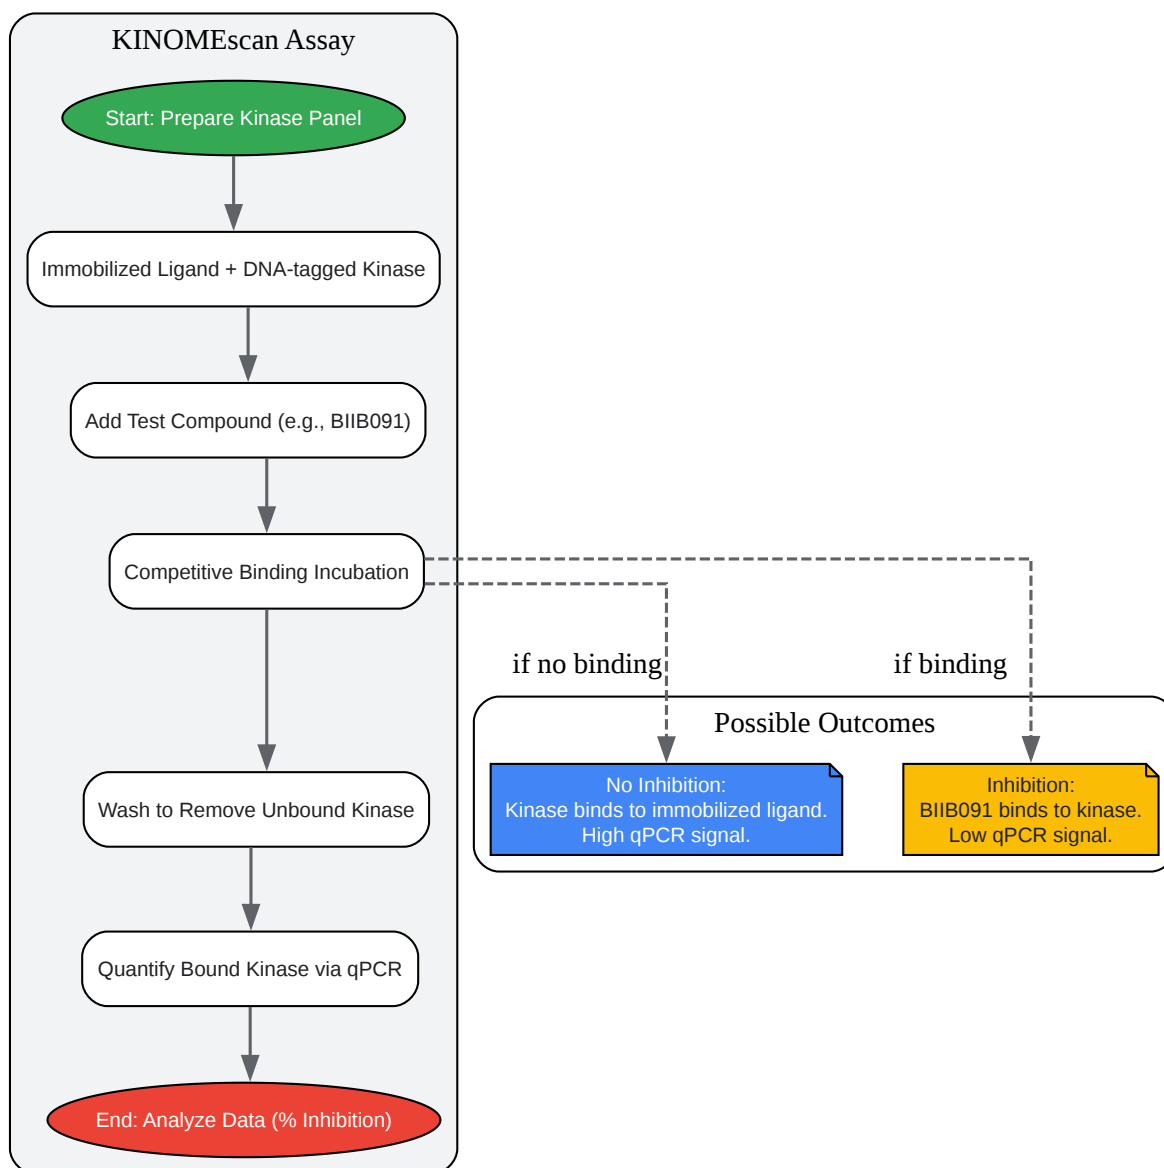 KINOMEscan Assay
Start: Prepare Kinase Panel
Immobilized Ligand + DNA-tagged Kinase
Add Test Compound (e.g., BIIB091)
Competitive Binding Incubation
if no binding
if binding
Possible Outcomes
No Inhibition:
Kinase binds to immobilized ligand.
High qPCR signal.
Inhibition:
BIIB091 binds to kinase.
Low qPCR signal.
Wash to Remove Unbound Kinase
Quantify Bound Kinase via qPCR
End: Analyze Data (% Inhibition)